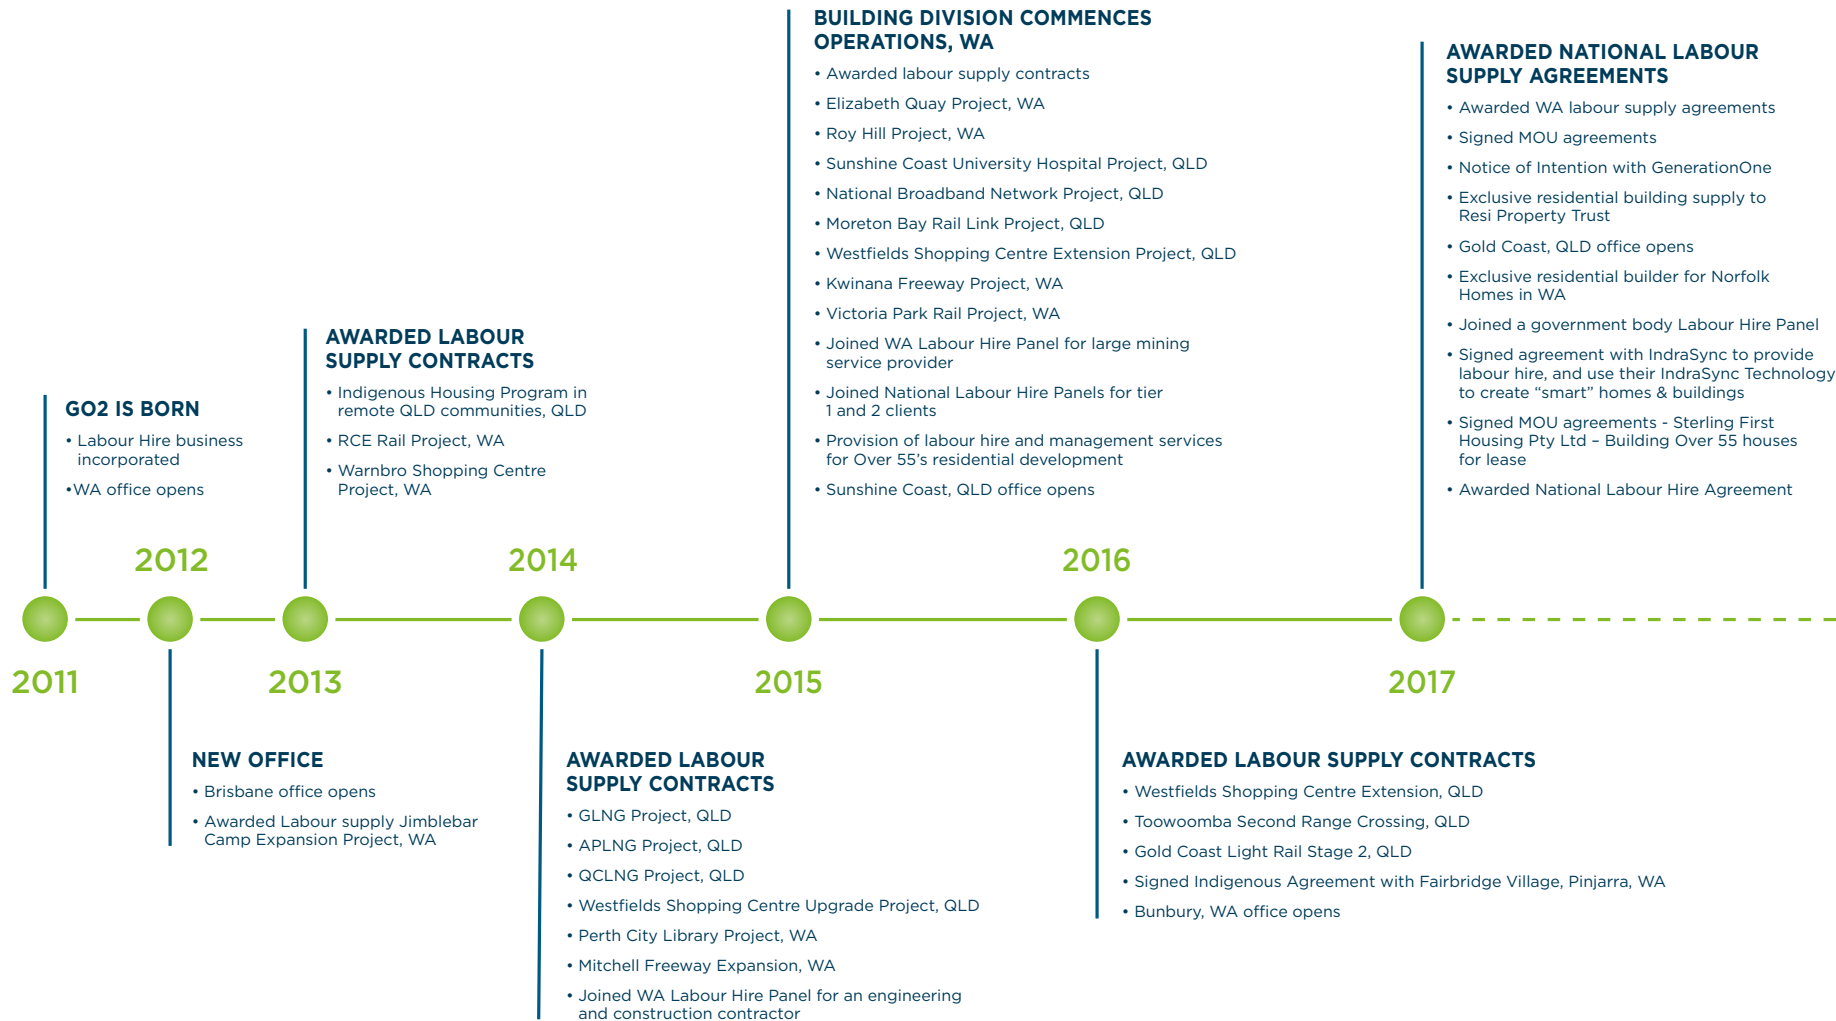 2011
GO2 IS BORN
• Labour Hire business
incorporated
•WA office opens
2012
NEW OFFICE
• Brisbane office opens
• Awarded Labour supply Jimblebar
Camp Expansion Project, WA
2013
AWARDED LABOUR
SUPPLY CONTRACTS
• Indigenous Housing Program in
remote QLD communities, QLD
• RCE Rail Project, WA
• Warnbro Shopping Centre
Project, WA
2014
AWARDED LABOUR
SUPPLY CONTRACTS
• GLNG Project, QLD
• APLNG Project, QLD
• QCLNG Project, QLD
• Westfields Shopping Centre Upgrade Project, QLD
• Perth City Library Project, WA
• Mitchell Freeway Expansion, WA
• Joined WA Labour Hire Panel for an engineering
and construction contractor
2015
BUILDING DIVISION COMMENCES
OPERATIONS, WA
• Awarded labour supply contracts
• Elizabeth Quay Project, WA
• Roy Hill Project, WA
• Sunshine Coast University Hospital Project, QLD
• National Broadband Network Project, QLD
• Moreton Bay Rail Link Project, QLD
• Westfields Shopping Centre Extension Project, QLD
• Kwinana Freeway Project, WA
• Victoria Park Rail Project, WA
• Joined WA Labour Hire Panel for large mining
service provider
• Joined National Labour Hire Panels for tier
1 and 2 clients
• Provision of labour hire and management services
for Over 55’s residential development
• Sunshine Coast, QLD office opens
2016
AWARDED LABOUR SUPPLY CONTRACTS
• Westfields Shopping Centre Extension, QLD
• Toowoomba Second Range Crossing, QLD
• Gold Coast Light Rail Stage 2, QLD
• Signed Indigenous Agreement with Fairbridge Village, Pinjarra, WA
• Bunbury, WA office opens
2017
AWARDED NATIONAL LABOUR
SUPPLY AGREEMENTS
• Awarded WA labour supply agreements
• Signed MOU agreements
• Notice of Intention with GenerationOne
• Exclusive residential building supply to
Resi Property Trust
• Gold Coast, QLD office opens
• Exclusive residential builder for Norfolk
Homes in WA
• Joined a government body Labour Hire Panel
• Signed agreement with IndraSync to provide
labour hire, and use their IndraSync Technology
to create “smart” homes & buildings
• Signed MOU agreements - Sterling First
Housing Pty Ltd – Building Over 55 houses
for lease
• Awarded National Labour Hire Agreement